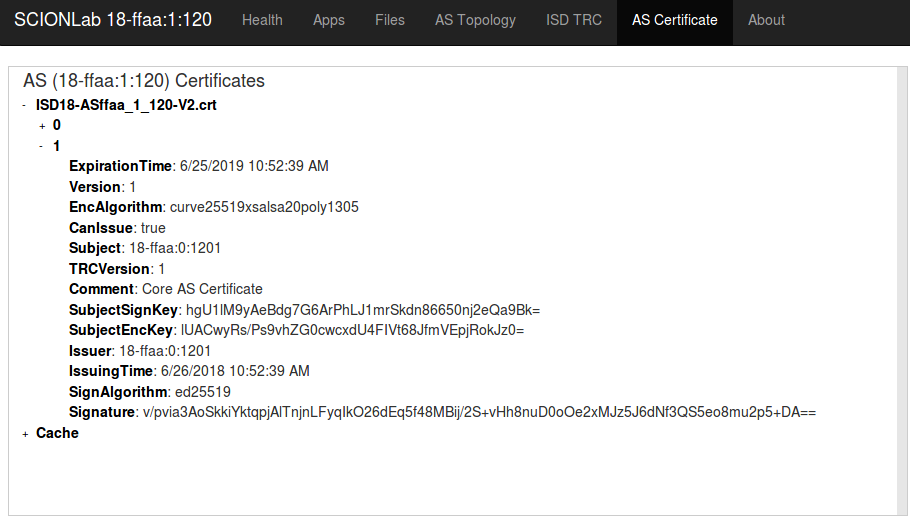 SCIONLab 18-ffaa:1:120 Health Apps Files AS Topology ISD TRC AS Certificate About
AS (18-ffaa:1:120) Certificates
- ISD18-ASffaa_1_120-V2.crt
+ 0
- 1
ExpirationTime: 6/25/2019 10:52:39 AM
Version: 1
EncAlgorithm: curve25519xsalsa20poly1305
CanIssue: true
Subject: 18-ffaa:0:1201
TRCVersion: 1
Comment: Core AS Certificate
SubjectSignKey: hgU1lM9yAeBdg7G6ArPhLJ1mrSkdn86650nj2eQa9Bk=
SubjectEncKey: lUACwyRs/Ps9vhZG0cwcxdU4FIVt68JfmVEpjRokJz0=
Issuer: 18-ffaa:0:1201
IssuingTime: 6/26/2018 10:52:39 AM
SignAlgorithm: ed25519
Signature: v/pvia3AoSkkiYktqpjAlTnjnLFyqIkO26dEq5f48MBij/2S+vHh8nuD0oOe2xMJz5J6dNf3QS5eo8mu2p5+DA==
+ Cache